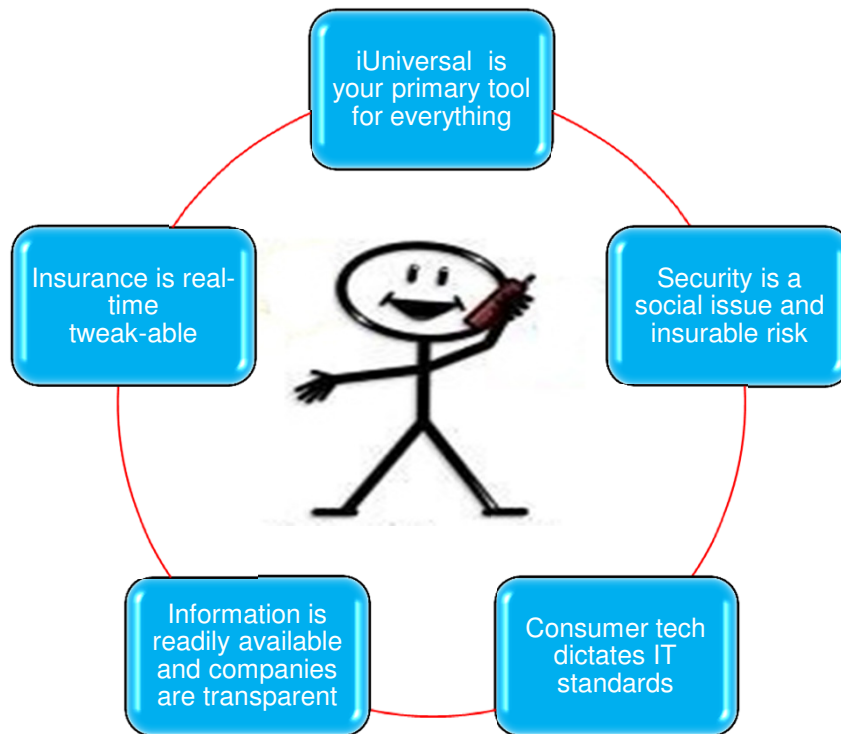 iUniversal is
your primary tool
for everything
Security is a
social issue and
insurable risk
Consumer tech
dictates IT
standards
Information is
readily available
and companies
are transparent
Insurance is real-
time
tweak-able